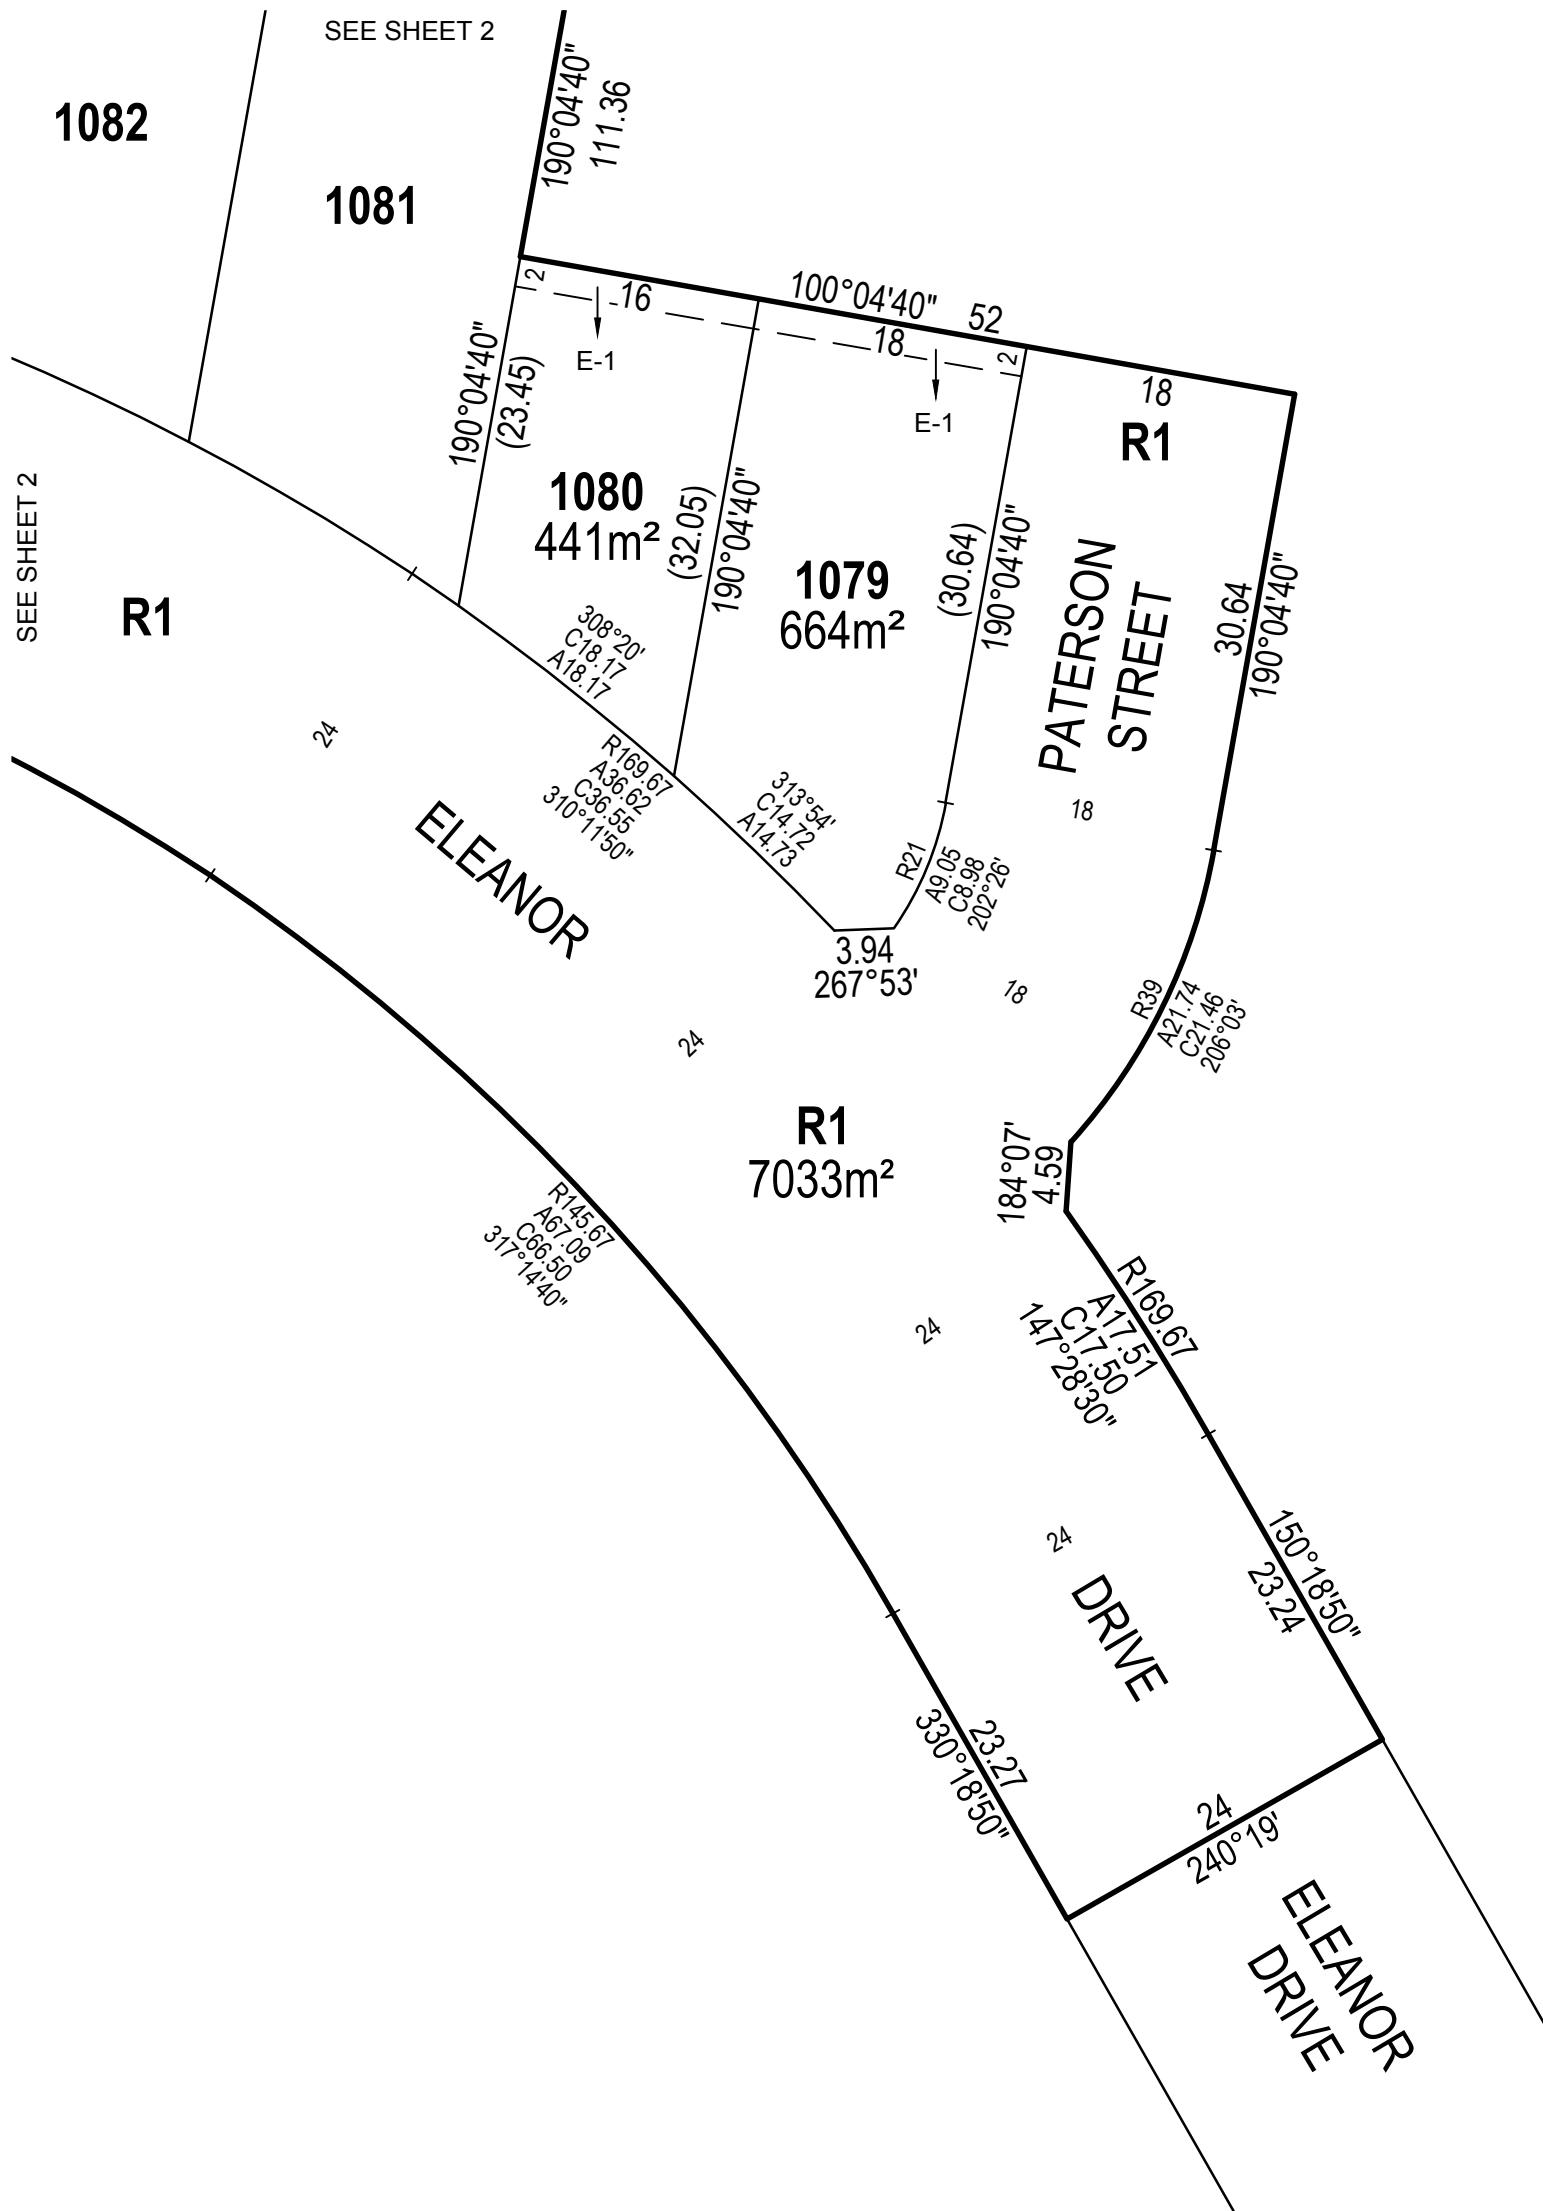 SEE SHEET 2
1082
1081
190°04'40"
111.36
2
16
100°04'40"
52
18
2
18
E-1
E-1
R1
190°04'40"
(23.45)
1080
441m²
(32.05)
190°04'40"
1079
664m²
(30.64)
190°04'40"
PATERSON
STREET
30.64
190°04'40"
SEE SHEET 2
R1
308°20'
C18.17
A18.17
24
R169.67
A36.62
C36.55
310°11'50"
313°54'
C14.72
A14.73
18
ELEANOR
R21
A9.05
C8.98
202°26'
3.94
267°53'
18
R39
A21.74
C21.46
206°03'
24
R1
7033m²
184°07'
4.59
R145.67
A67.09
C66.50
317°14'40"
24
R169.67
A17.51
C17.50
147°28'30"
24
DRIVE
150°18'50"
23.24
23.27
330°18'50"
24
240°19'
ELEANOR
DRIVE